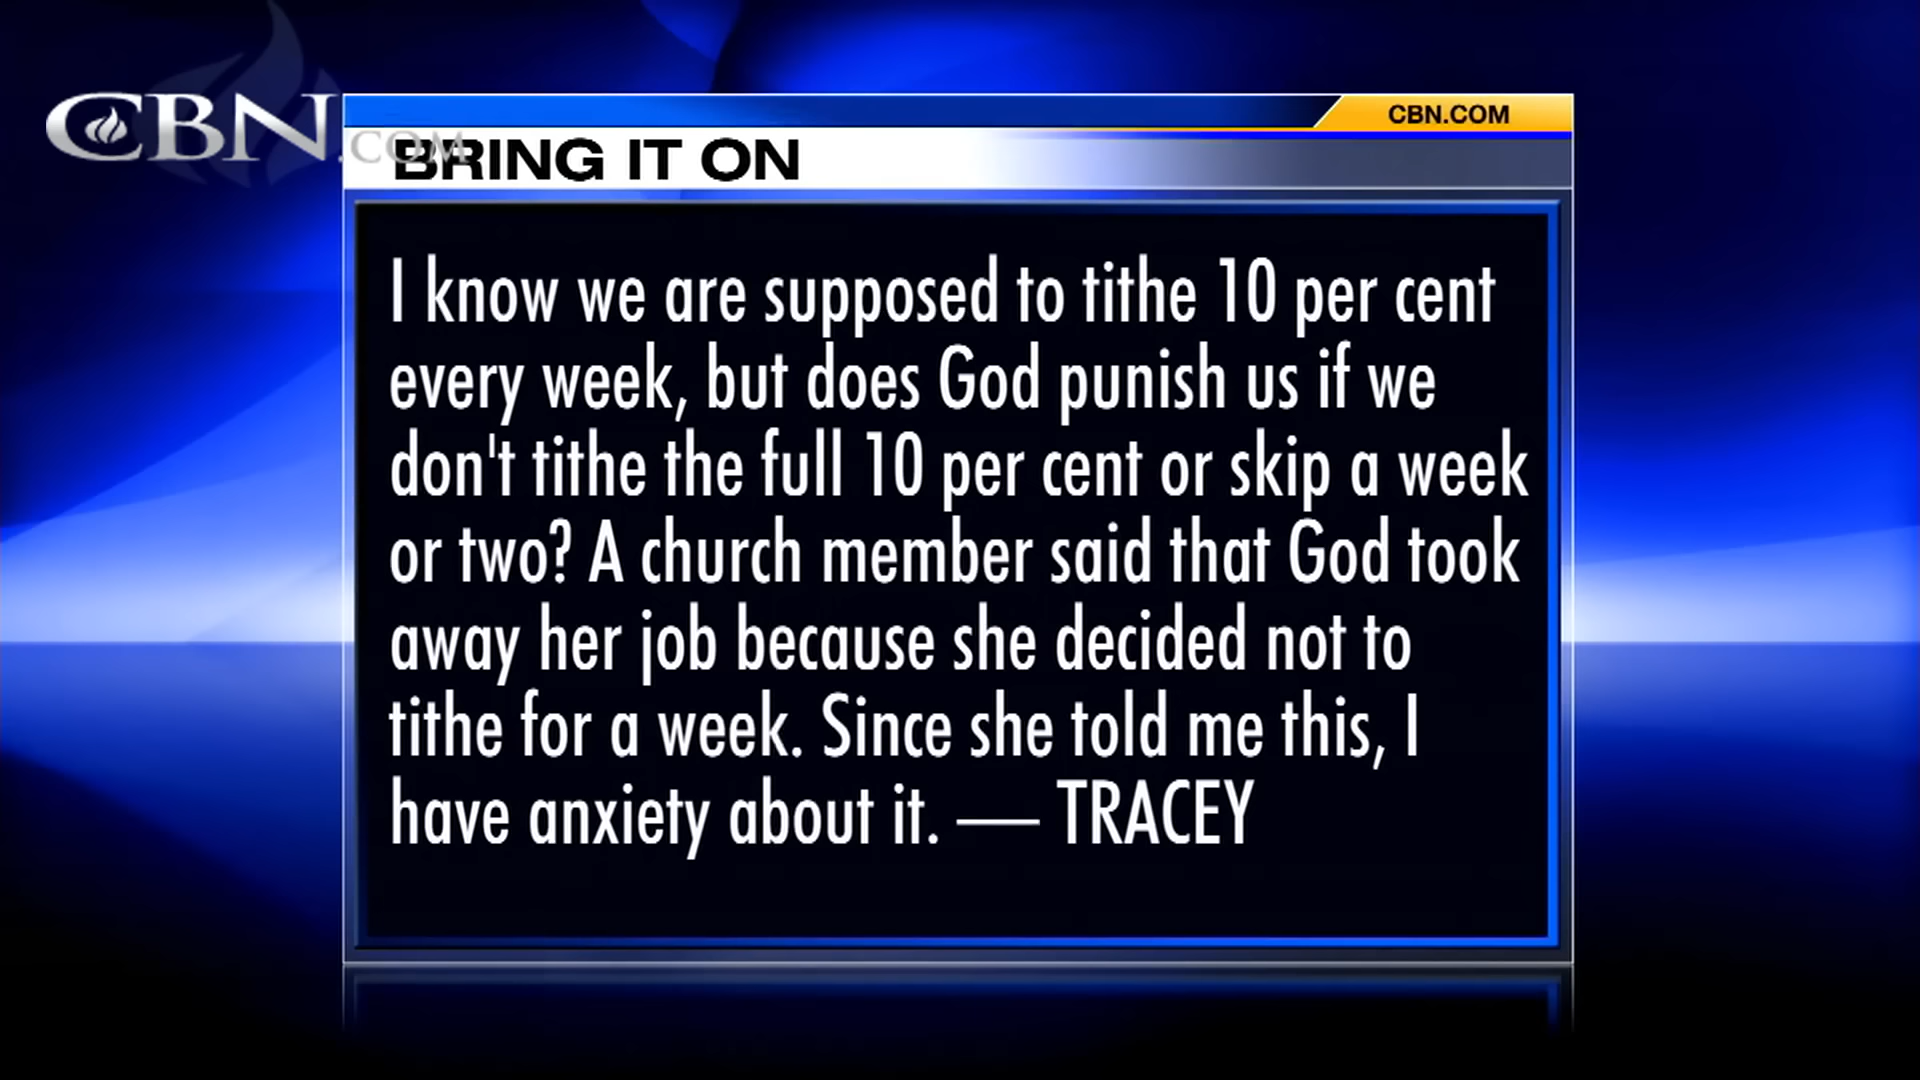 CBN.COM
CBN.COM
BRING IT ON
I know we are supposed to tithe 10 per cent
every week, but does God punish us if we
don't tithe the full 10 per cent or skip a week
or two? A church member said that God took
away her job because she decided not to
tithe for a week. Since she told me this, I
have anxiety about it. — TRACEY